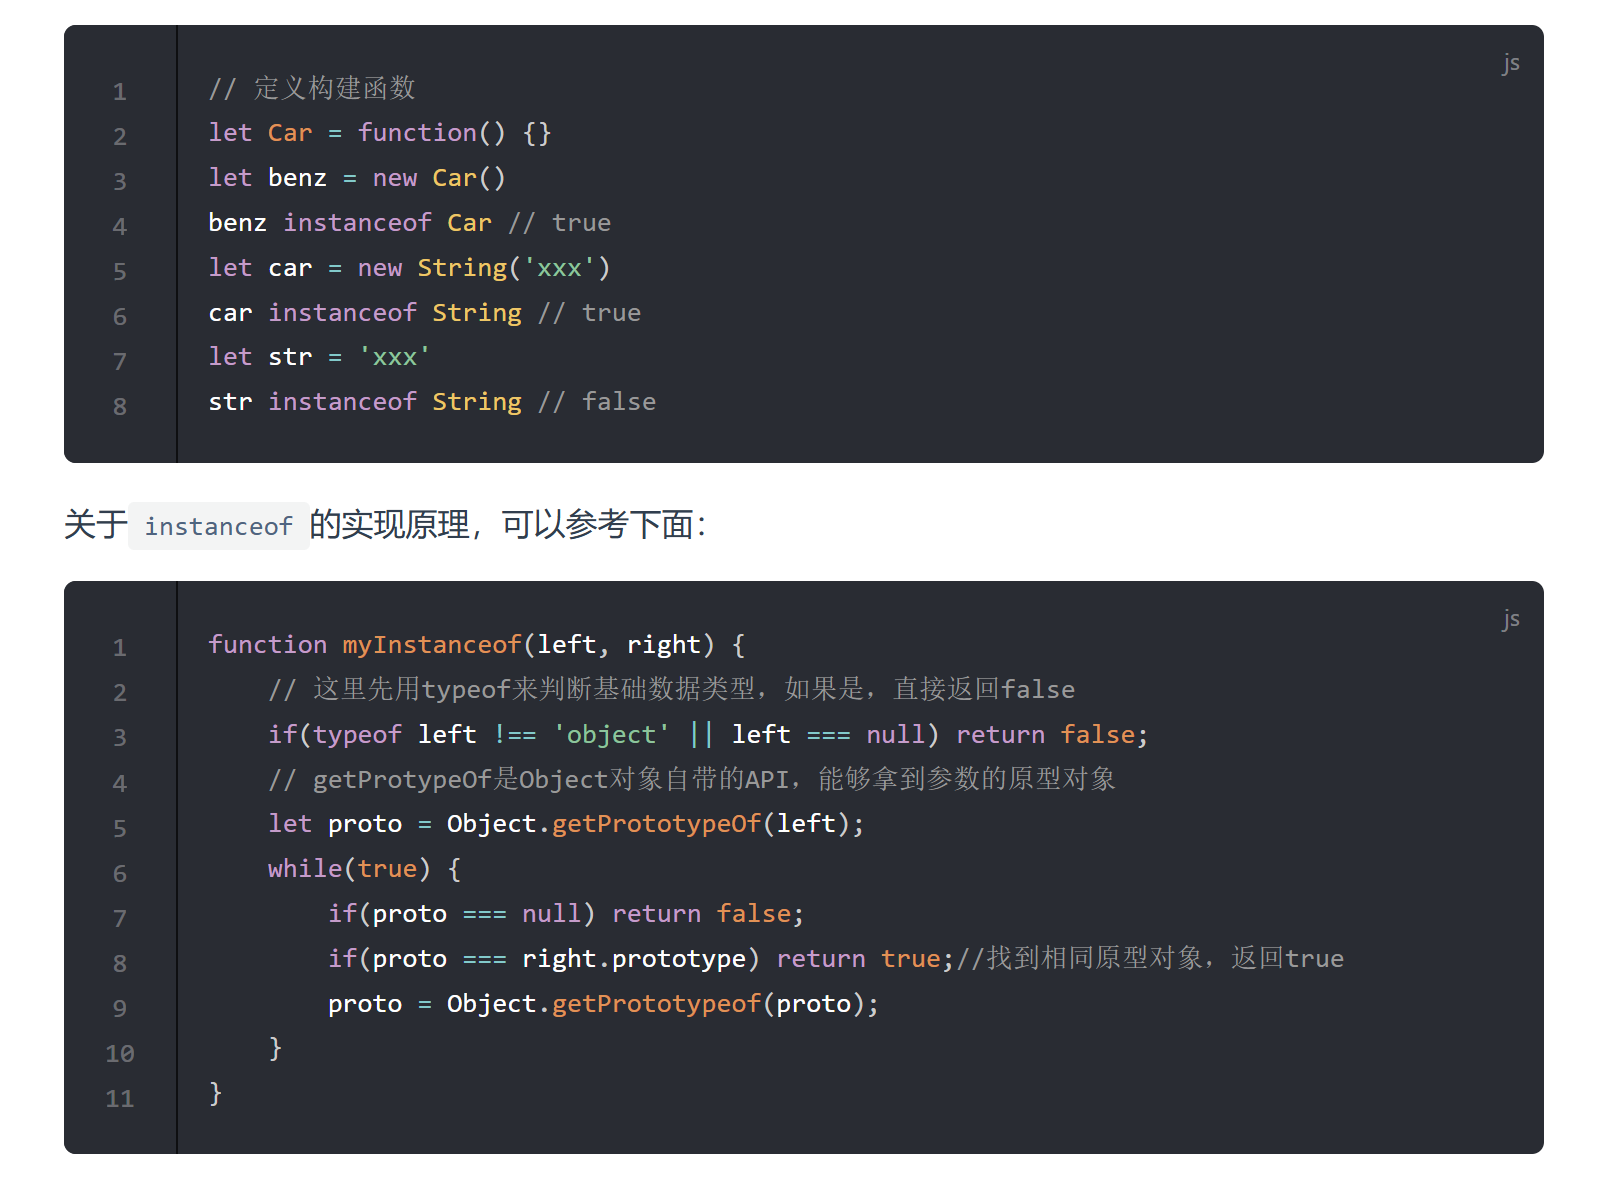 js
1 // 定义构建函数
2 let Car = function() {}
3 let benz = new Car()
4 benz instanceof Car // true
5 let car = new String('xxx')
6 car instanceof String // true
7 let str = 'xxx'
8 str instanceof String // false
关于 instanceof 的实现原理，可以参考下面：
js
1 function myInstanceof(left, right) {
2     // 这里先用typeof来判断基础数据类型，如果是，直接返回false
3     if(typeof left !== 'object' || left === null) return false;
4     // getProtypeOf是Object对象自带的API，能够拿到参数的原型对象
5     let proto = Object.getPrototypeOf(left);
6     while(true) {
7         if(proto === null) return false;
8         if(proto === right.prototype) return true;//找到相同原型对象，返回true
9         proto = Object.getPrototypeof(proto);
10     }
11 }